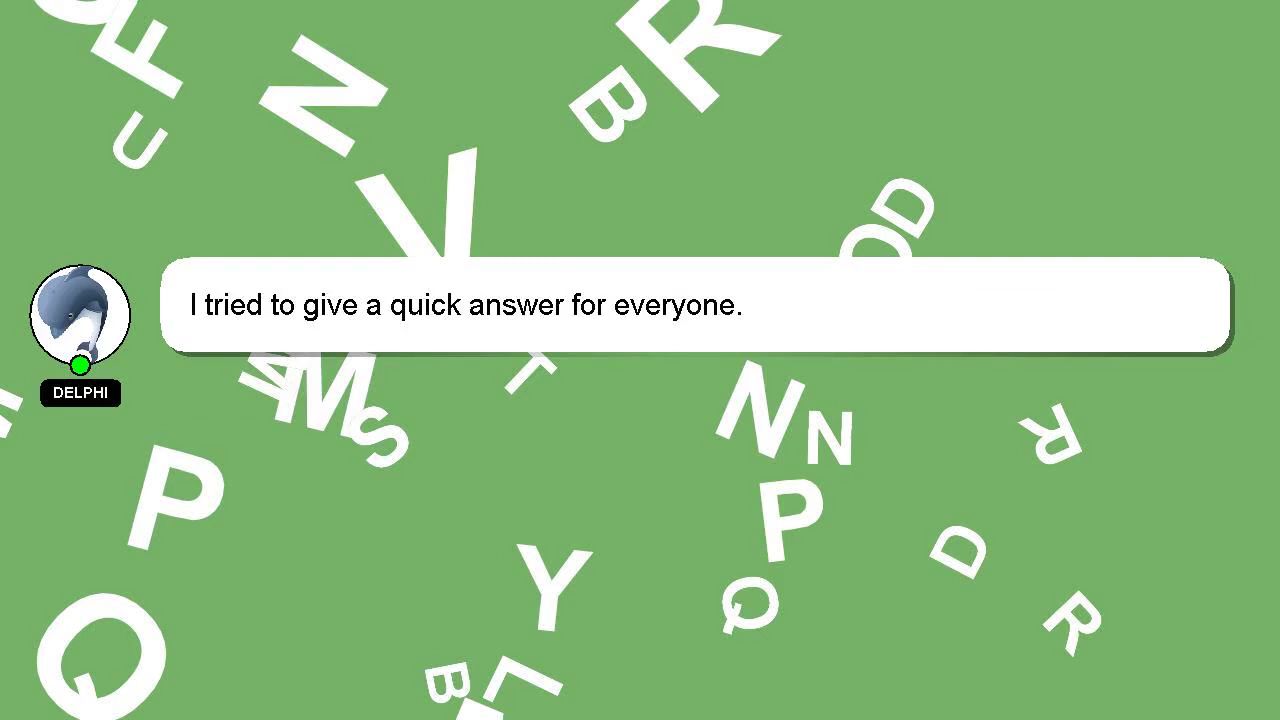 F
N
U
B
R
V
D
O
I tried to give a quick answer for everyone.
DELPHI
M
M
S
T
N
N
R
P
P
Q
Y
D
Q
R
B
L